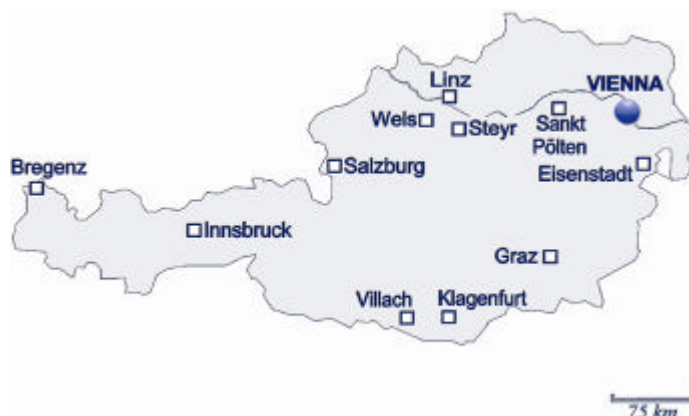 Linz
VIENNA
Wels
Steyr
Sankt
Pölten
Bregenz
Salzburg
Eisenstadt
Innsbruck
Graz
Villach
Klagenfurt
75 km